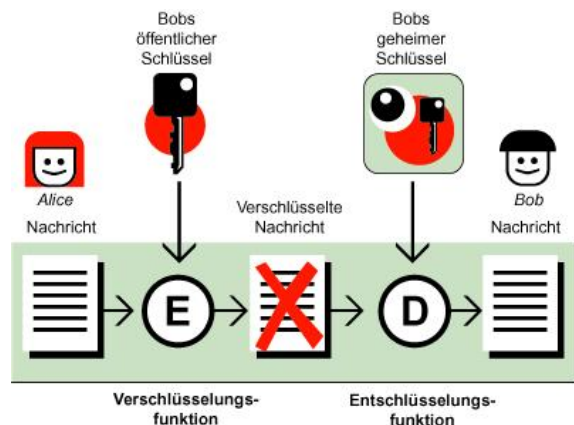 Bobs
öffentlicher
Schlüssel
Bobs
geheimer
Schlüssel
Alice
Nachricht
Verschlüsselte
Nachricht
Bob
Nachricht
E
D
Verschlüsselungs-
funktion
Entschlüsselungs-
funktion